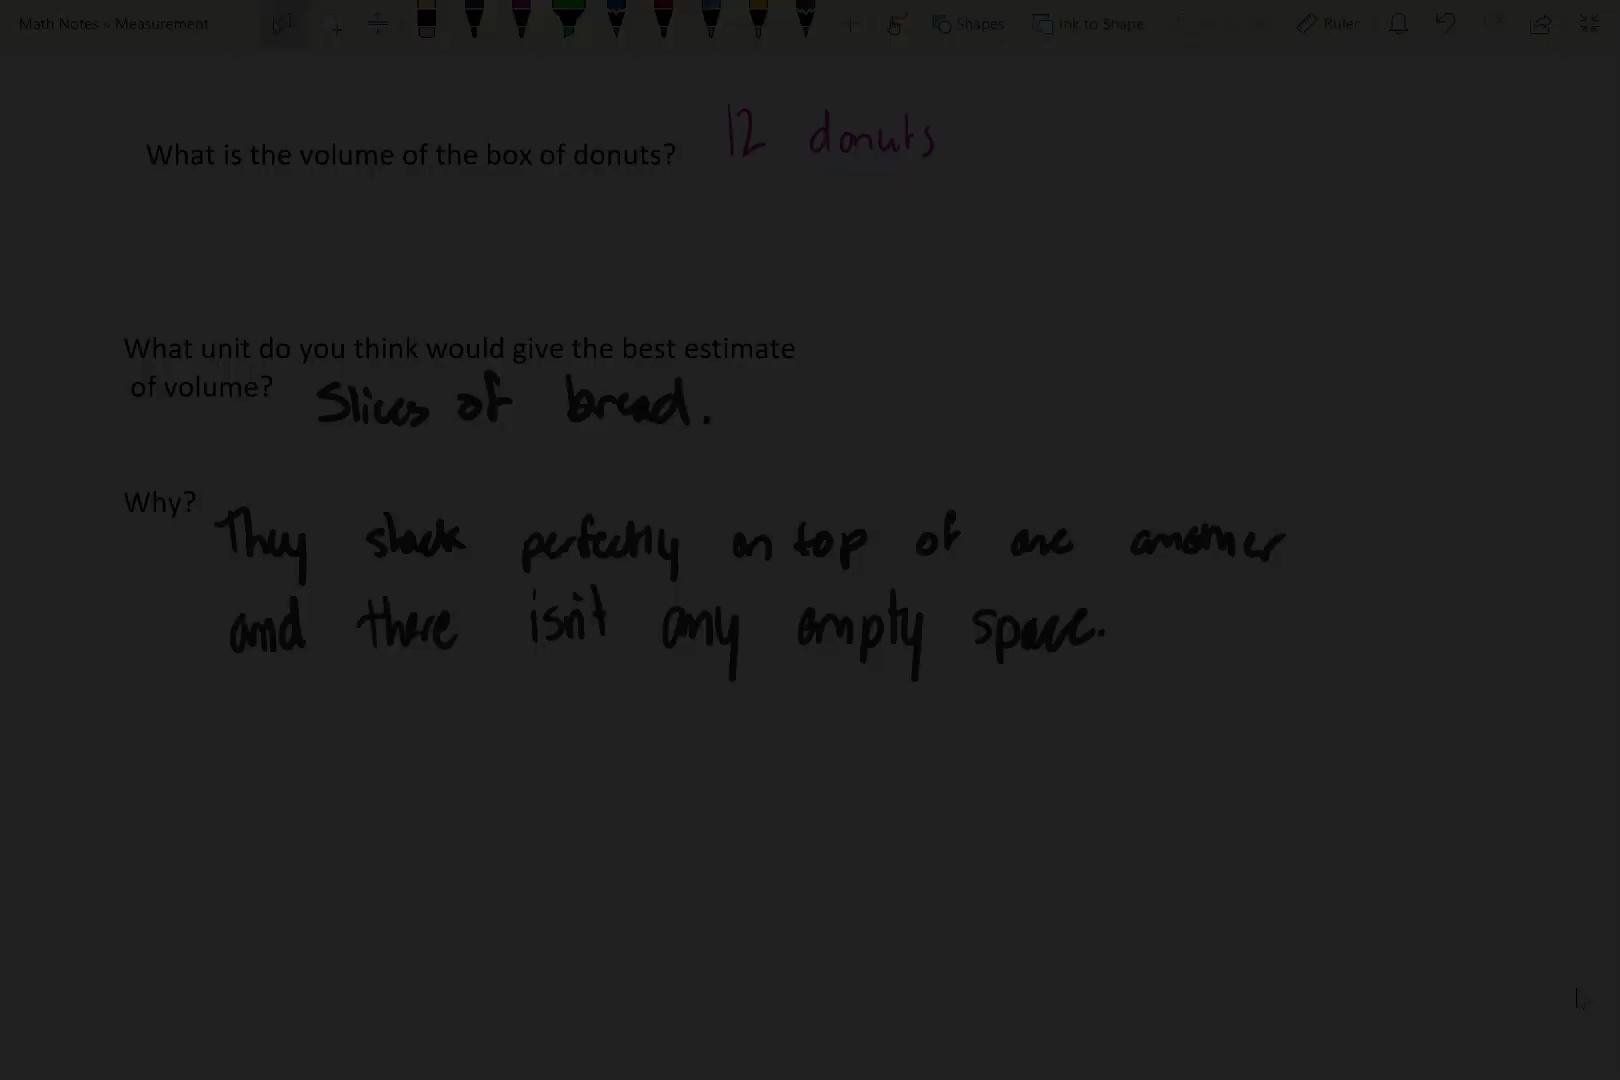 Math Notes » Measurement
Shapes
Ink to Shape
Ruler
What is the volume of the box of donuts? 12 donuts
What unit do you think would give the best estimate
of volume? Slices of bread.
Why?
They stack perfectly on top of one another
and there isn't any empty space.